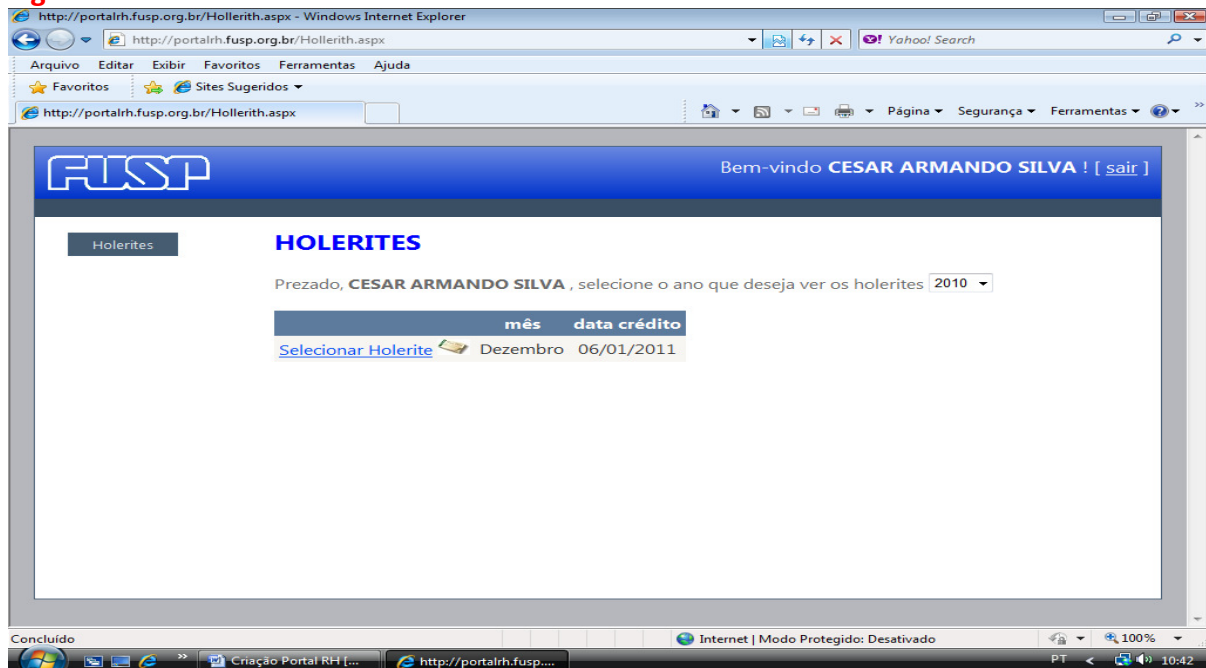 http://portalrh.fusp.org.br/Hollerith.aspx - Windows Internet Explorer
http://portalrh.fusp.org.br/Hollerith.aspx Yahoo! Search
Arquivo Editar Exibir Favoritos Ferramentas Ajuda
Favoritos Sites Sugeridos
http://portalrh.fusp.org.br/Hollerith.aspx Página Segurança Ferramentas
FUSP Bem-vindo CESAR ARMANDO SILVA ! [ sair ]
Holerites
HOLERITES
Prezado, CESAR ARMANDO SILVA , selecione o ano que deseja ver os holerites 2010
mês data crédito
Selecionar Holerite Dezembro 06/01/2011
Concluído Internet | Modo Protegido: Desativado 100%
Criação Portal RH [... http://portalrh.fusp.... PT 10:42